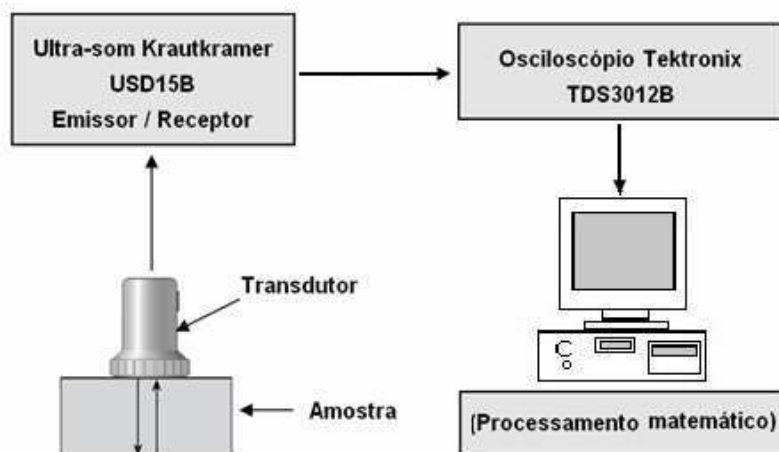 Ultra-som Krautkramer
USD15B
Emissor / Receptor
Osciloscópio Tektronix
TDS3012B
Transdutor
Amostra
(Processamento matemático)